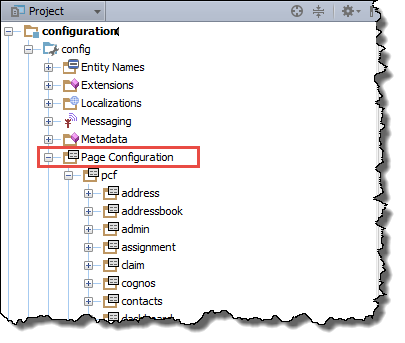 Project
configuration (
config
Entity Names
Extensions
Localizations
Messaging
Metadata
Page Configuration
pcf
address
addressbook
admin
assignment
claim
cognos
contacts